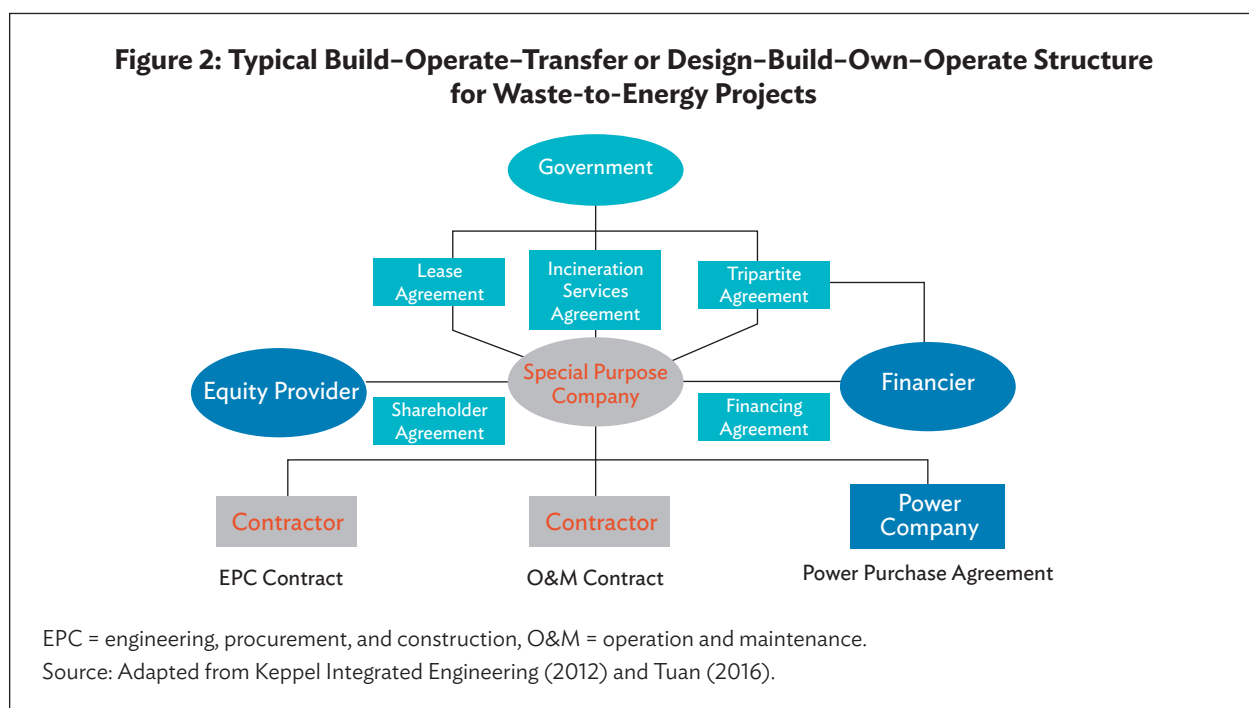 Figure 2: Typical Build–Operate–Transfer or Design–Build–Own–Operate Structure
for Waste-to-Energy Projects
Government
Lease
Agreement
Incineration
Services
Agreement
Tripartite
Agreement
Equity Provider
Special Purpose
Company
Financier
Shareholder
Agreement
Financing
Agreement
Contractor
Contractor
Power
Company
EPC Contract
O&M Contract
Power Purchase Agreement
EPC = engineering, procurement, and construction, O&M = operation and maintenance.
Source: Adapted from Keppel Integrated Engineering (2012) and Tuan (2016).